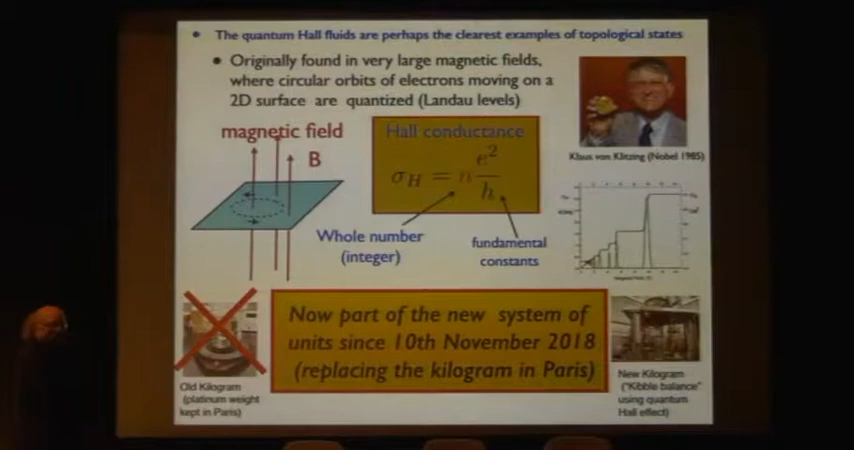 • The quantum Hall fluids are perhaps the clearest examples of topological states
• Originally found in very large magnetic fields,
where circular orbits of electrons moving on a
2D surface are quantized (Landau levels)
magnetic field
B
Hall conductance
σH = n e²/h
Whole number
(integer)
fundamental
constants
Klaus von Klitzing (Nobel 1985)
Now part of the new system of
units since 10th November 2018
(replacing the kilogram in Paris)
Old Kilogram
(platinum weight
kept in Paris)
New Kilogram
("Kibble balance"
using quantum
Hall effect)